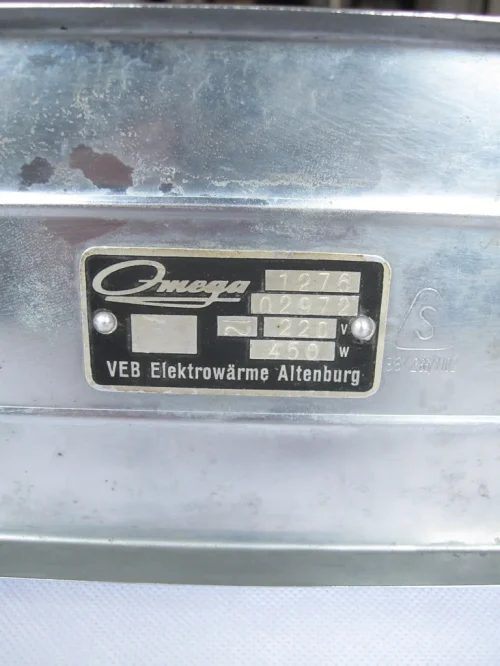 Omega
1276
02972
~ 220 V
450 W
VEB Elektrowärme Altenburg
S